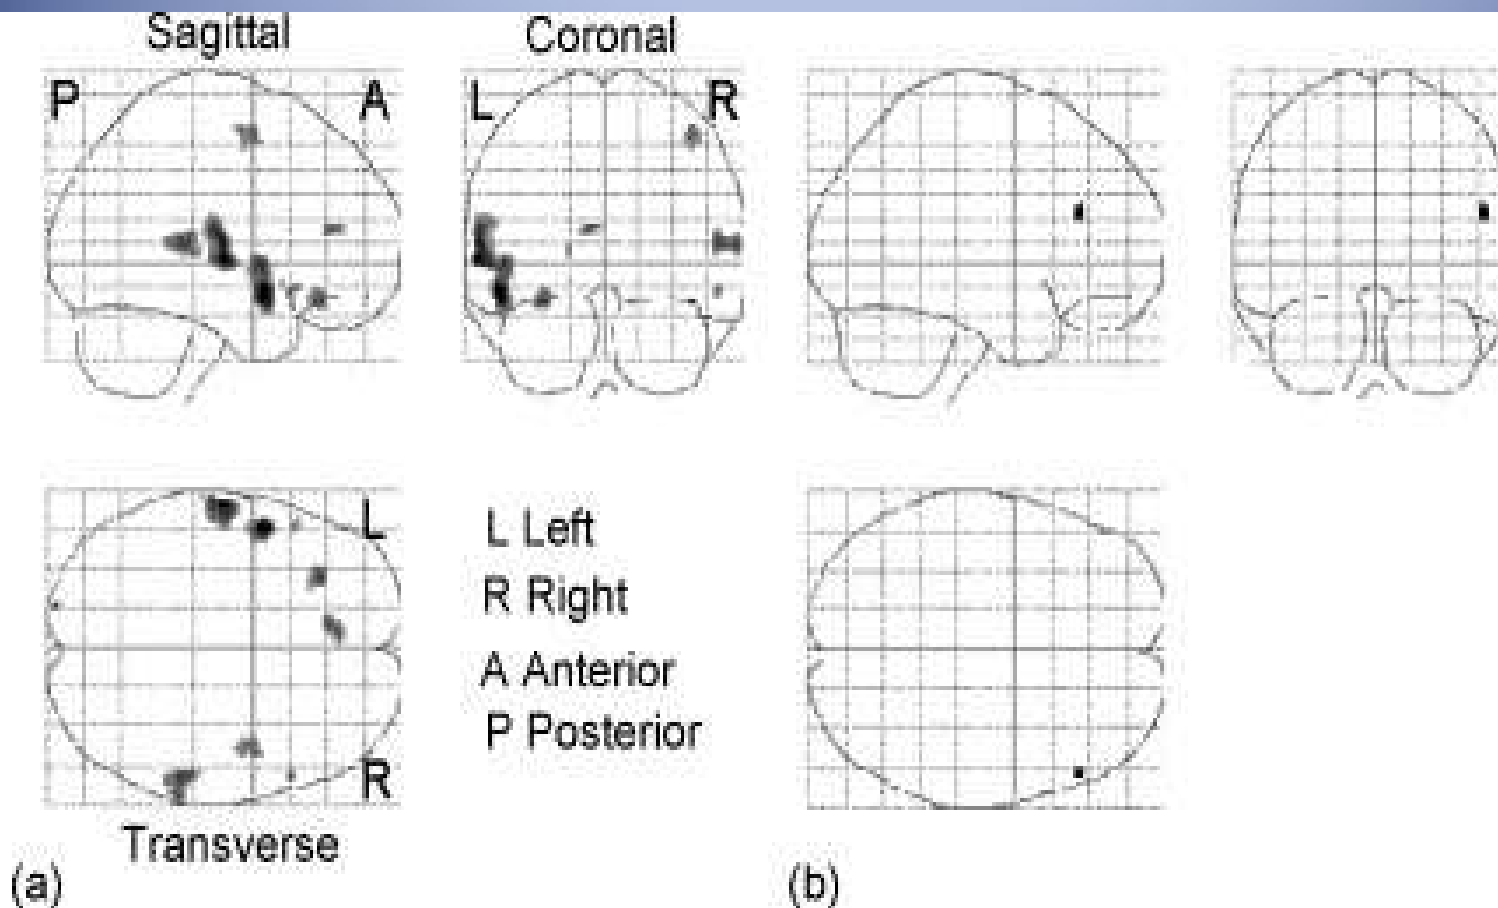 Sagittal
Coronal
P
A
L
R
L
R
Transverse
L Left
R Right
A Anterior
P Posterior
(a)
(b)